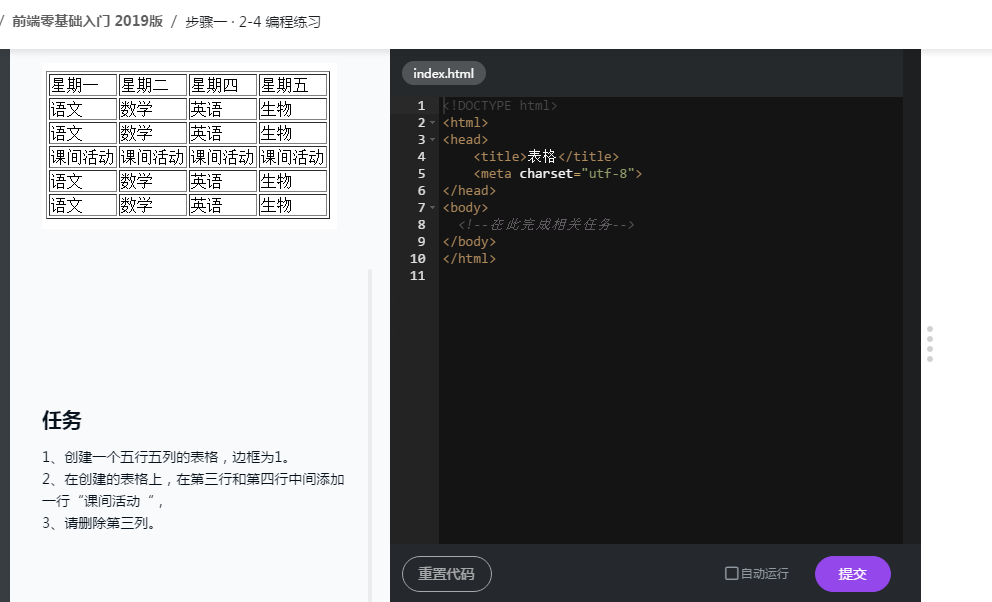 / 前端零基础入门 2019版 / 步骤一 · 2-4 编程练习
星期一 星期二 星期四 星期五
语文 数学 英语 生物
语文 数学 英语 生物
课间活动 课间活动 课间活动 课间活动
语文 数学 英语 生物
语文 数学 英语 生物
任务
1、创建一个五行五列的表格，边框为1。
2、在创建的表格上，在第三行和第四行中间添加
一行“课间活动“，
3、请删除第三列。
index.html
1 <!DOCTYPE html>
2 <html>
3 <head>
4 <title>表格</title>
5 <meta charset="utf-8">
6 </head>
7 <body>
8 <!--在此完成相关任务-->
9 </body>
10 </html>
11
重置代码
自动运行
提交